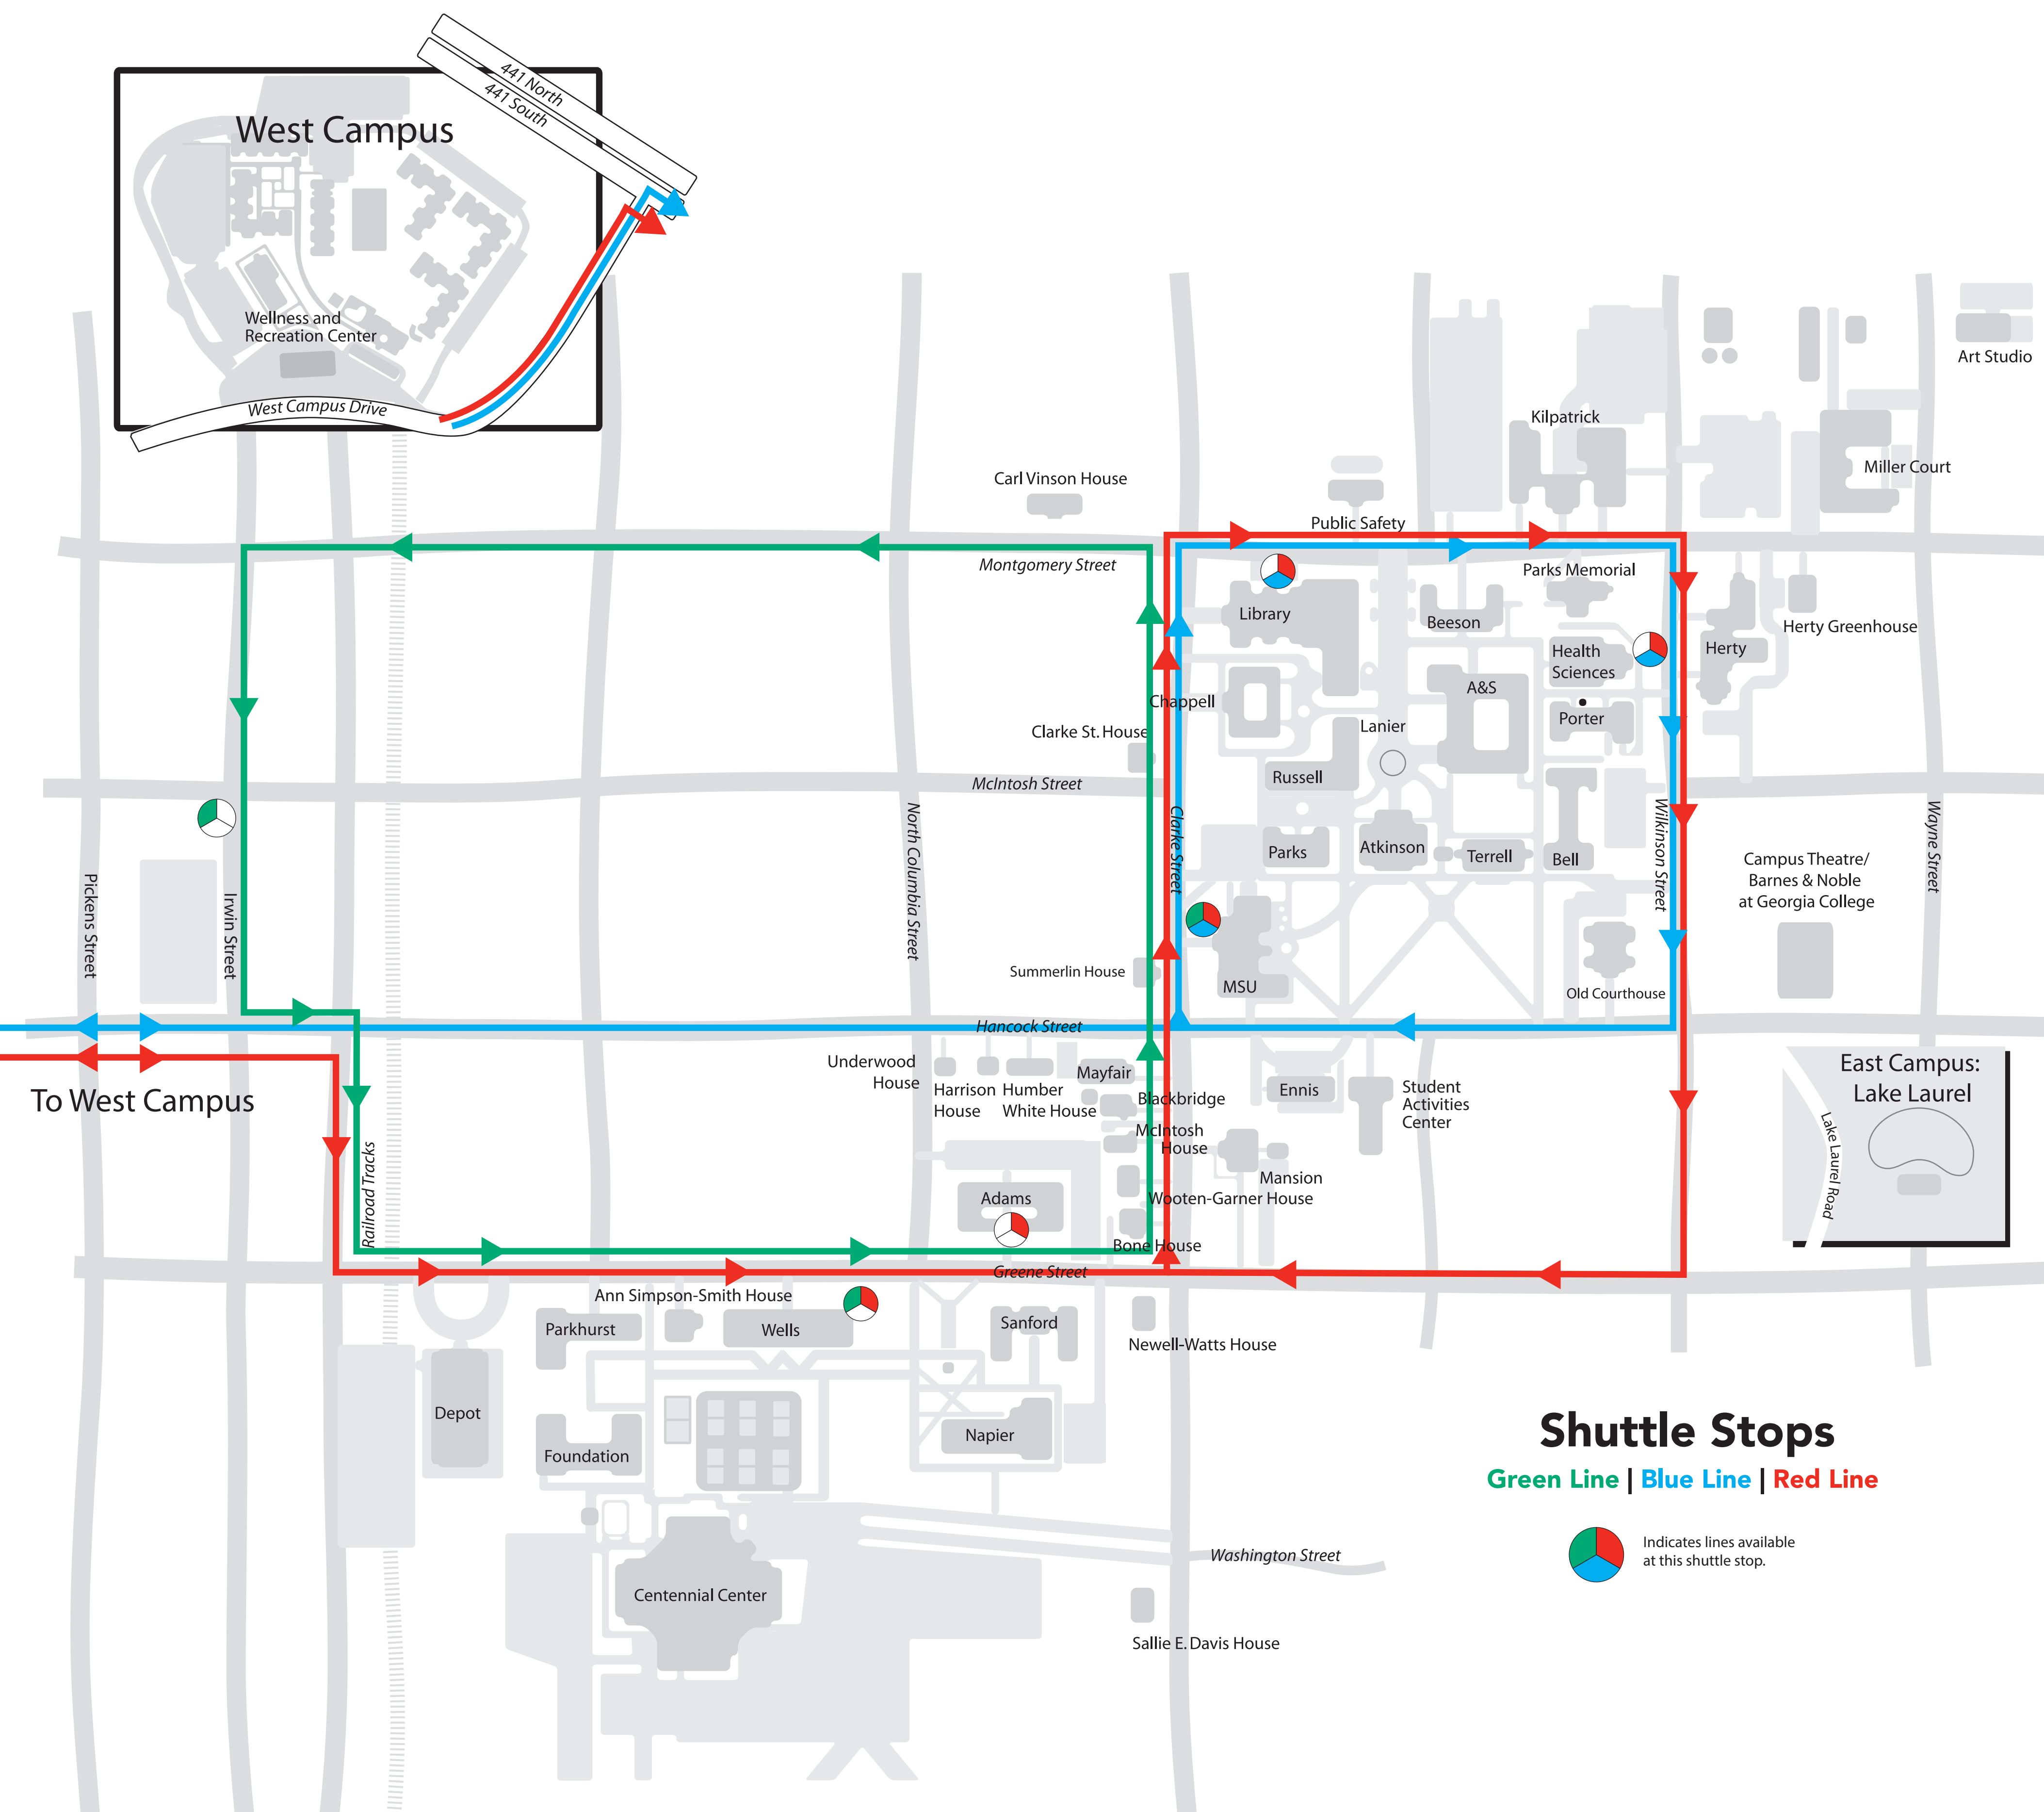 441 North
441 South
West Campus
Wellness and
Recreation Center
West Campus Drive
Art Studio
Kilpatrick
Miller Court
Carl Vinson House
Public Safety
Montgomery Street
Parks Memorial
Library
Beeson
Herty Greenhouse
Health
Sciences
Herty
A&S
Chappell
Porter
Lanier
Clarke St. House
Russell
McIntosh Street
Clarke Street
North Columbia Street
Wilkinson Street
Wayne Street
Parks
Atkinson
Terrell
Bell
Campus Theatre/
Barnes & Noble
at Georgia College
Pickens Street
Irwin Street
Summerlin House
MSU
Old Courthouse
Hancock Street
Underwood
House
Harrison
House
Humber
White House
Mayfair
Blackbridge
McIntosh
House
Ennis
Student
Activities
Center
East Campus:
Lake Laurel
Lake Laurel Road
To West Campus
Railroad Tracks
Mansion
Adams
Wooten-Garner House
Bone House
Greene Street
Ann Simpson-Smith House
Parkhurst
Wells
Sanford
Newell-Watts House
Depot
Foundation
Napier
Shuttle Stops
Green Line | Blue Line | Red Line
Indicates lines available
at this shuttle stop.
Washington Street
Centennial Center
Sallie E. Davis House